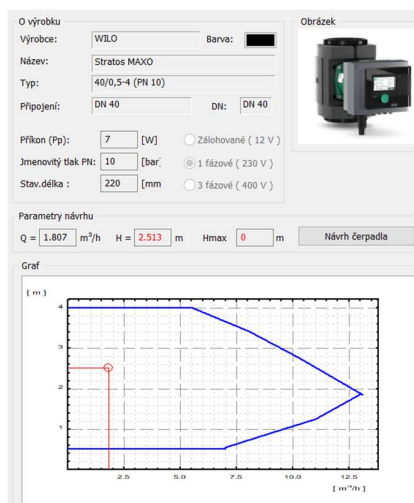 O výrobku
Výrobce: WILO Barva:
Název: Stratos MAXO
Typ: 40/0,5-4 (PN 10)
Připojení: DN 40 DN: DN 40
Příkon (Pp): 7 [W] Zálohované ( 12 V )
Jmenovitý tlak PN: 10 [bar] 1 fázové ( 230 V )
Stav.délka : 220 [mm 3 fázové ( 400 V )
Obrázek
Parametry návrhu
Q = 1.807 m³/h H = 2.513 m Hmax 0 m Návrh čerpadla
Graf
[ m ]
4
3
2
1
2.5 5.0 7.5 10.0 12.5
[ m³/h ]